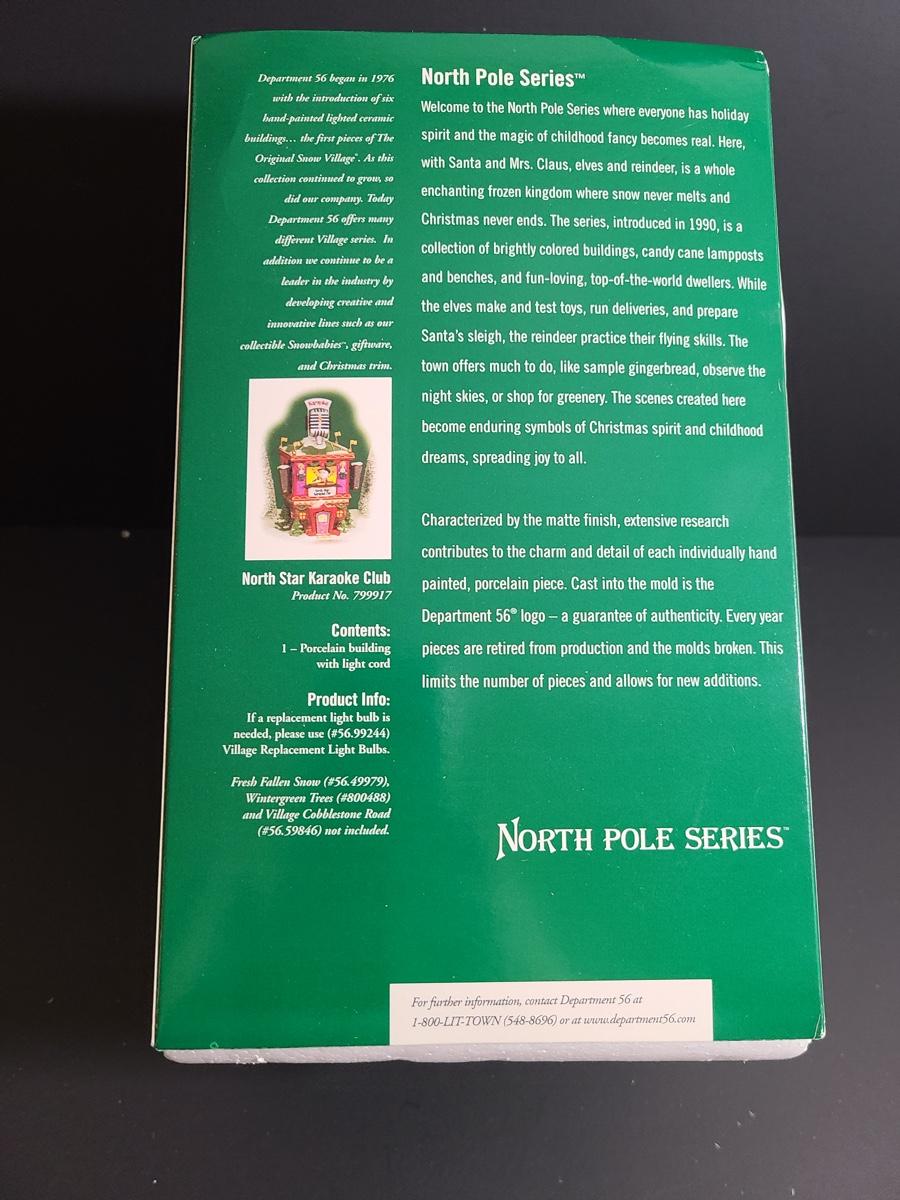 Department 56 began in 1976
with the introduction of six
hand-painted lighted ceramic
buildings... the first pieces of The
Original Snow Village®. As this
collection continued to grow, so
did our company. Today
Department 56 offers many
different Village series. In
addition we continue to be a
leader in the industry by
developing creative and
innovative lines such as our
collectible Snowbabies™, giftware,
and Christmas trim.
North Star Karaoke Club
Product No. 799917
Contents:
1 – Porcelain building
with light cord
Product Info:
If a replacement light bulb is
needed, please use (#56.99244)
Village Replacement Light Bulbs.
Fresh Fallen Snow (#56.49979),
Wintergreen Trees (#800488)
and Village Cobblestone Road
(#56.59846) not included.
North Pole Series™
Welcome to the North Pole Series where everyone has holiday
spirit and the magic of childhood fancy becomes real. Here,
with Santa and Mrs. Claus, elves and reindeer, is a whole
enchanting frozen kingdom where snow never melts and
Christmas never ends. The series, introduced in 1990, is a
collection of brightly colored buildings, candy cane lampposts
and benches, and fun-loving, top-of-the-world dwellers. While
the elves make and test toys, run deliveries, and prepare
Santa's sleigh, the reindeer practice their flying skills. The
town offers much to do, like sample gingerbread, observe the
night skies, or shop for greenery. The scenes created here
become enduring symbols of Christmas spirit and childhood
dreams, spreading joy to all.
Characterized by the matte finish, extensive research
contributes to the charm and detail of each individually hand
painted, porcelain piece. Cast into the mold is the
Department 56® logo – a guarantee of authenticity. Every year
pieces are retired from production and the molds broken. This
limits the number of pieces and allows for new additions.
NORTH POLE SERIES™
For further information, contact Department 56 at
1-800-LIT-TOWN (548-8696) or at www.department56.com